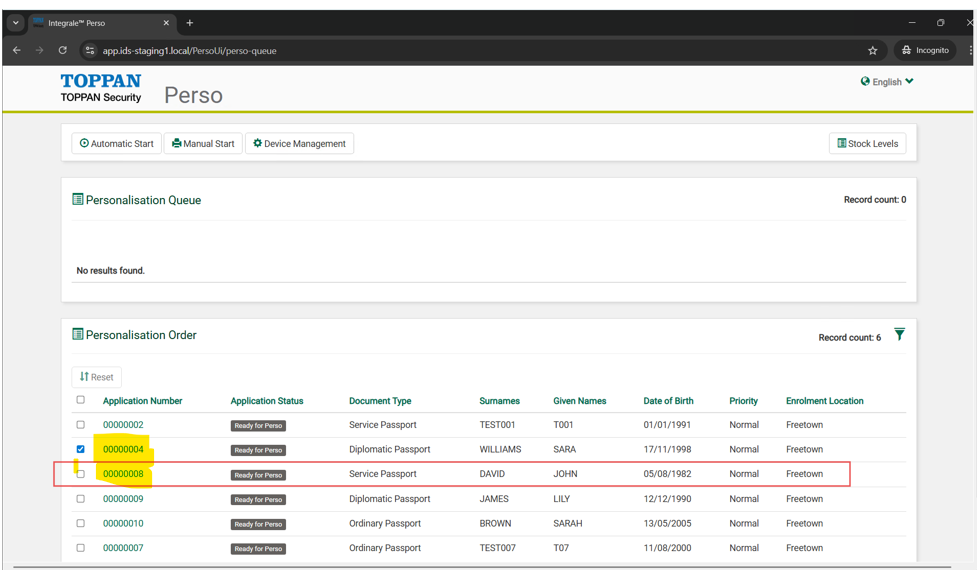 Integrale™ Perso
app.ids-staging1.local/PersoUi/perso-queue
Incognito
TOPPAN
TOPPAN Security
Perso
English
Automatic Start Manual Start Device Management Stock Levels
Personalisation Queue Record count: 0
No results found.
Personalisation Order Record count: 6
Reset
Application Number Application Status Document Type Surnames Given Names Date of Birth Priority Enrolment Location
00000002 Ready for Perso Service Passport TEST001 T001 01/01/1991 Normal Freetown
00000004 Ready for Perso Diplomatic Passport WILLIAMS SARA 17/11/1998 Normal Freetown
00000008 Ready for Perso Service Passport DAVID JOHN 05/08/1982 Normal Freetown
00000009 Ready for Perso Diplomatic Passport JAMES LILY 12/12/1990 Normal Freetown
00000010 Ready for Perso Ordinary Passport BROWN SARAH 13/05/2005 Normal Freetown
00000007 Ready for Perso Ordinary Passport TEST007 T07 11/08/2000 Normal Freetown